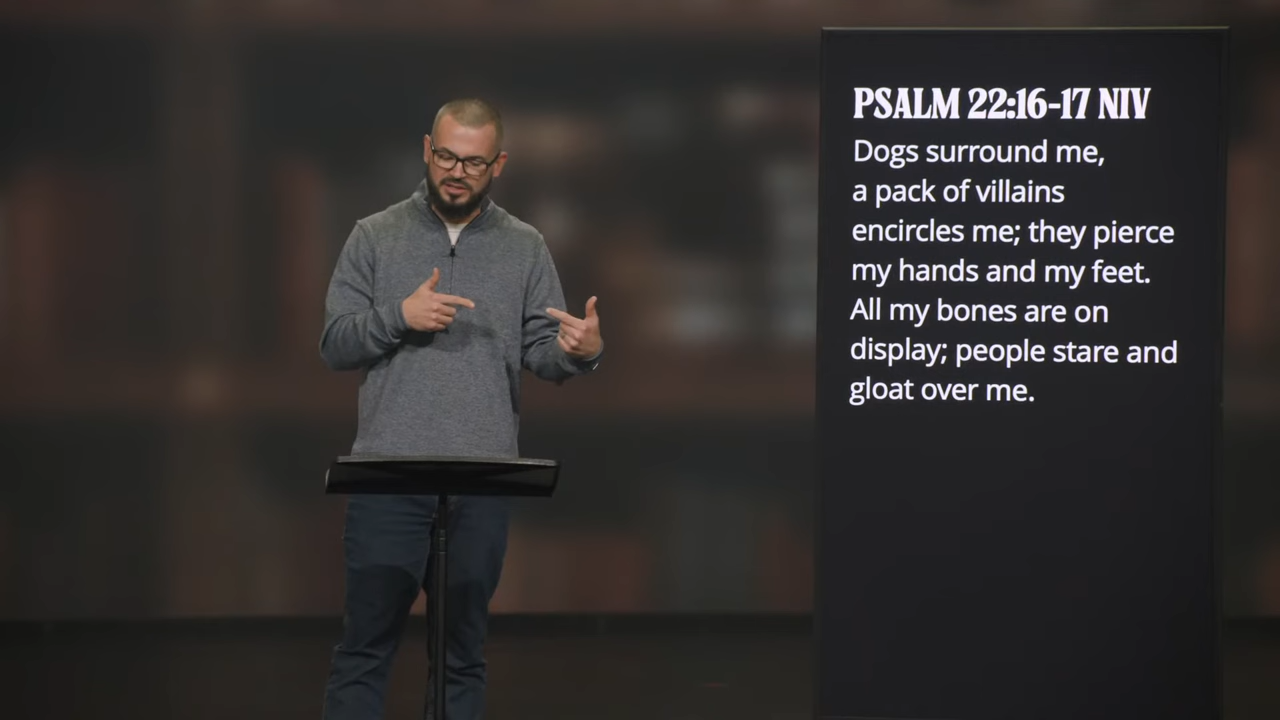 PSALM 22:16-17 NIV
Dogs surround me,
a pack of villains
encircles me; they pierce
my hands and my feet.
All my bones are on
display; people stare and
gloat over me.